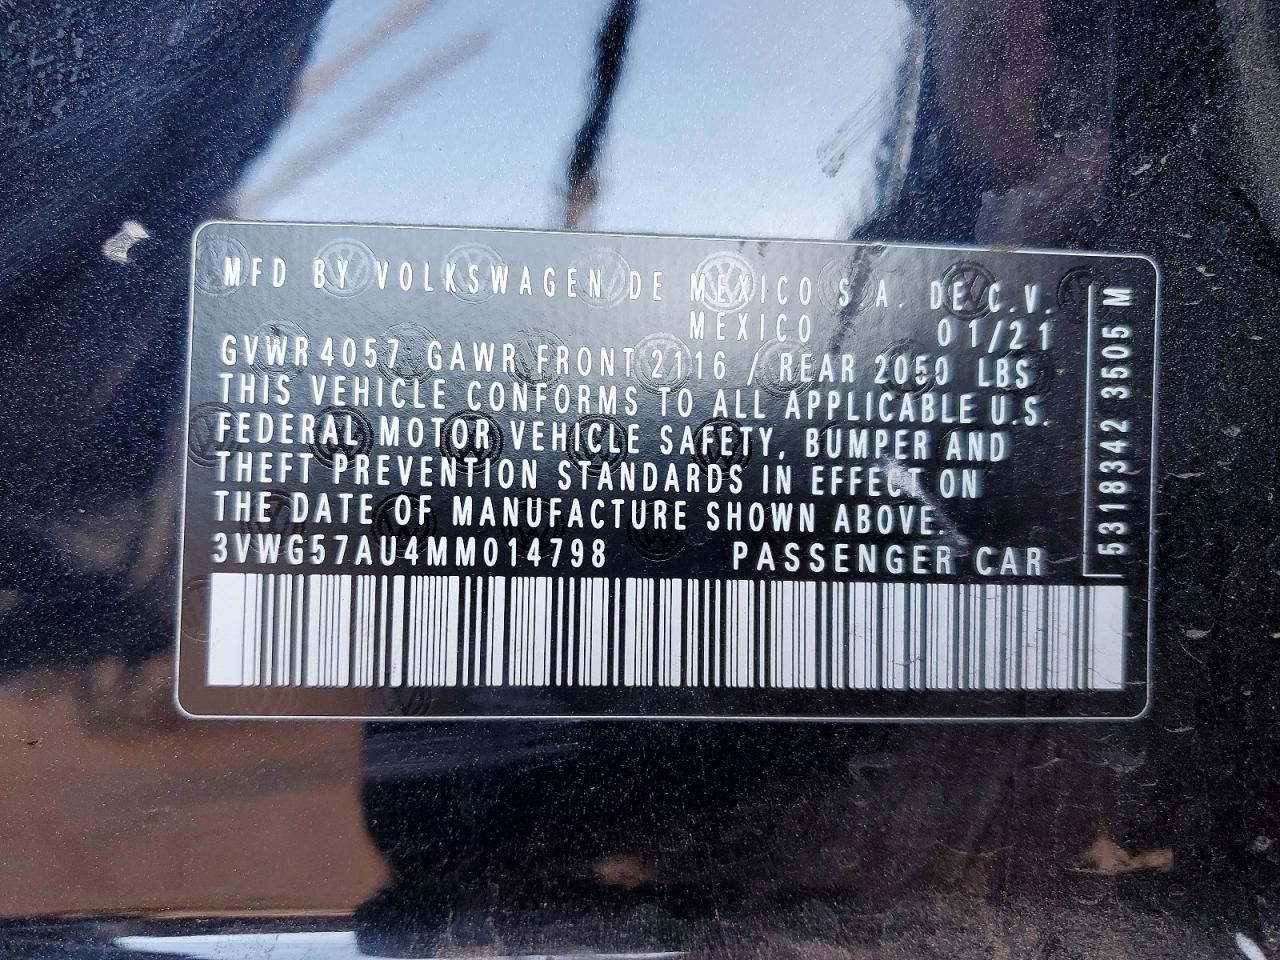 MFD BY VOLKSWAGEN DE MEXICO S.A. DE C.V.
MEXICO 01/21
GVWR 4057 GAWR FRONT 2116 / REAR 2050 LBS
THIS VEHICLE CONFORMS TO ALL APPLICABLE U.S.
FEDERAL MOTOR VEHICLE SAFETY, BUMPER AND
THEFT PREVENTION STANDARDS IN EFFECT ON
THE DATE OF MANUFACTURE SHOWN ABOVE.
3VWG57AU4MM014798 PASSENGER CAR
5318342 3505 M